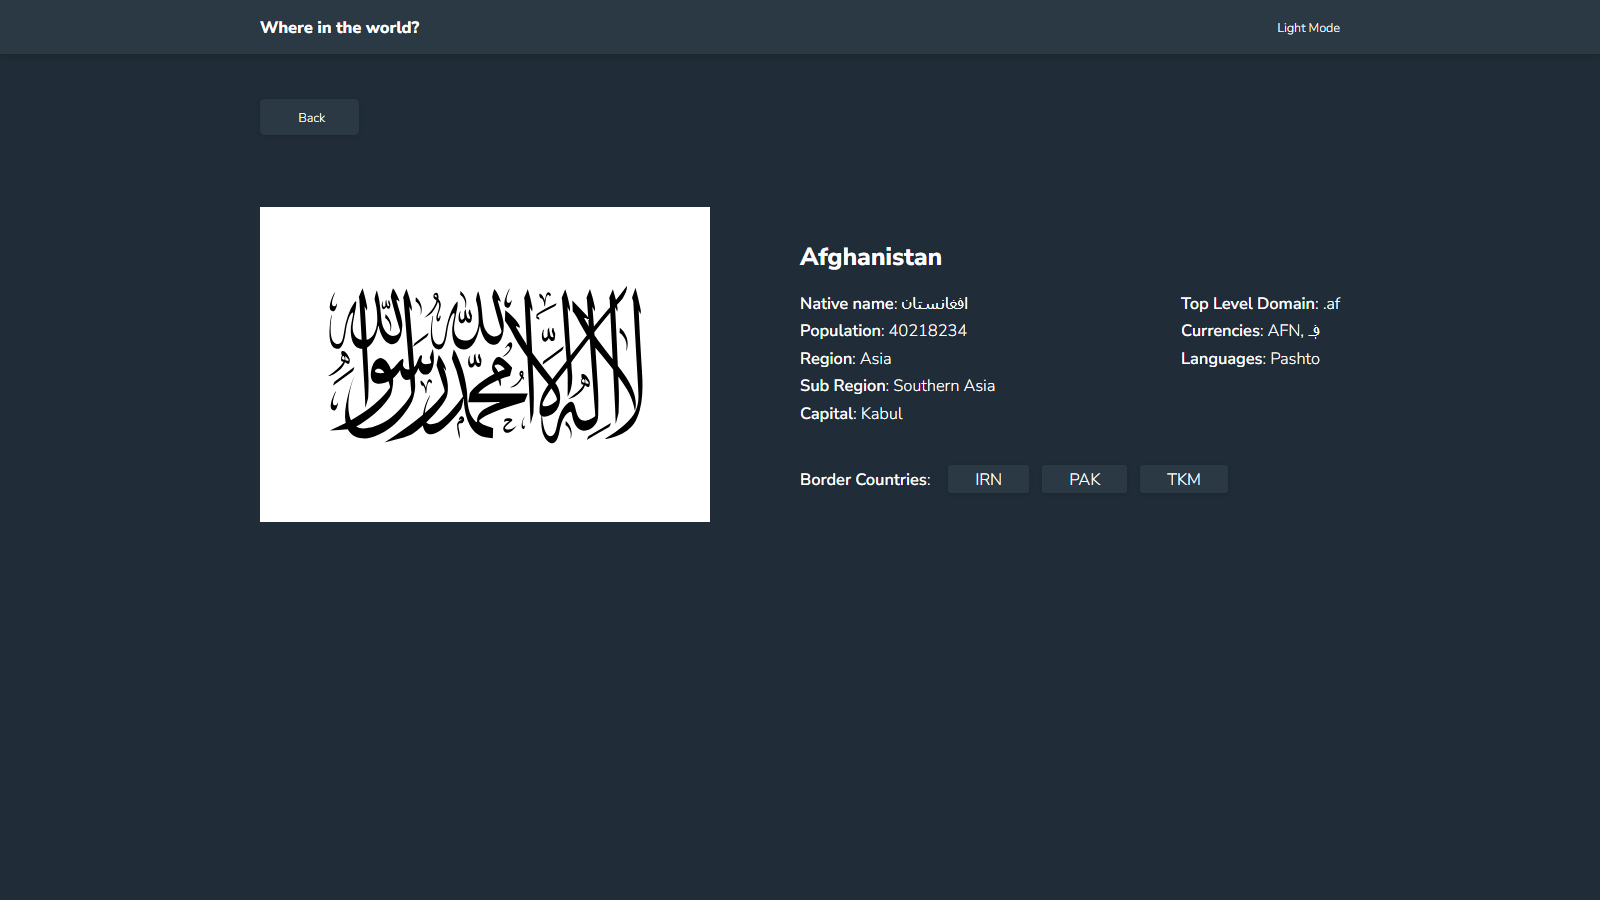 Where in the world?
Light Mode
Back
لا إله إلا الله محمد رسول الله
Afghanistan
Native name: افغانستان
Population: 40218234
Region: Asia
Sub Region: Southern Asia
Capital: Kabul
Top Level Domain: .af
Currencies: AFN, ؋
Languages: Pashto
Border Countries: IRN PAK TKM